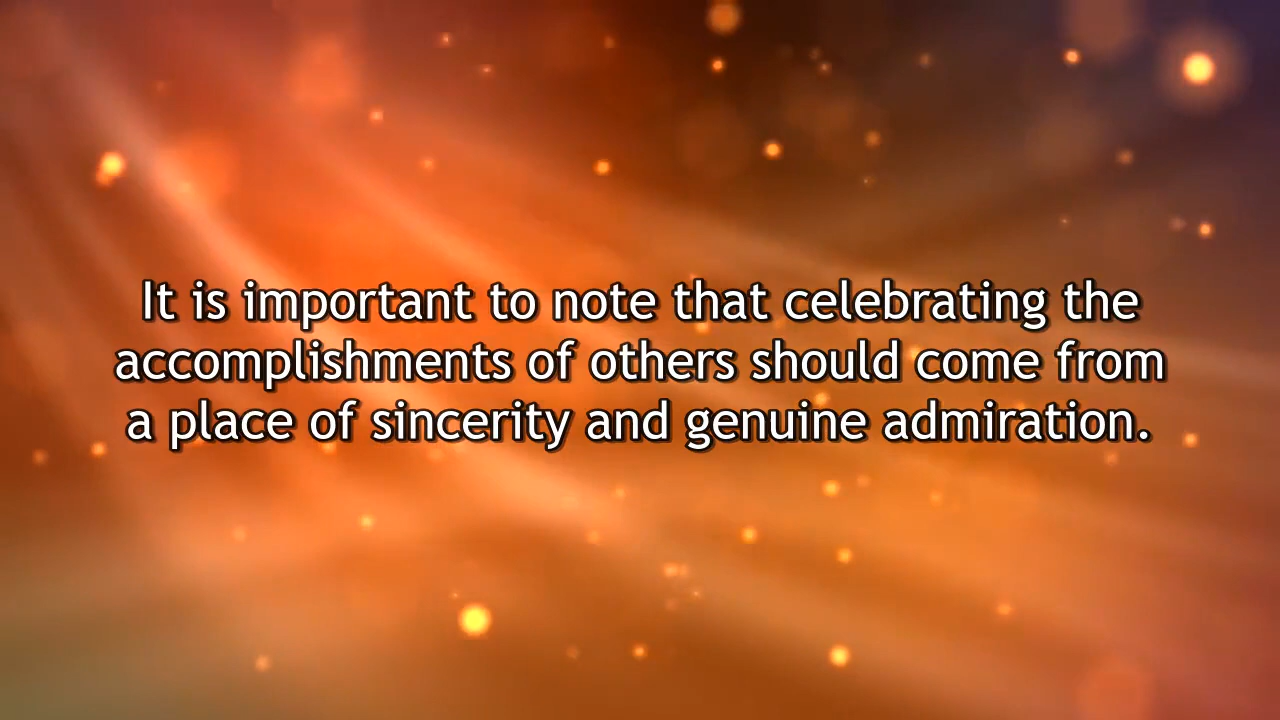 It is important to note that celebrating the
accomplishments of others should come from
a place of sincerity and genuine admiration.